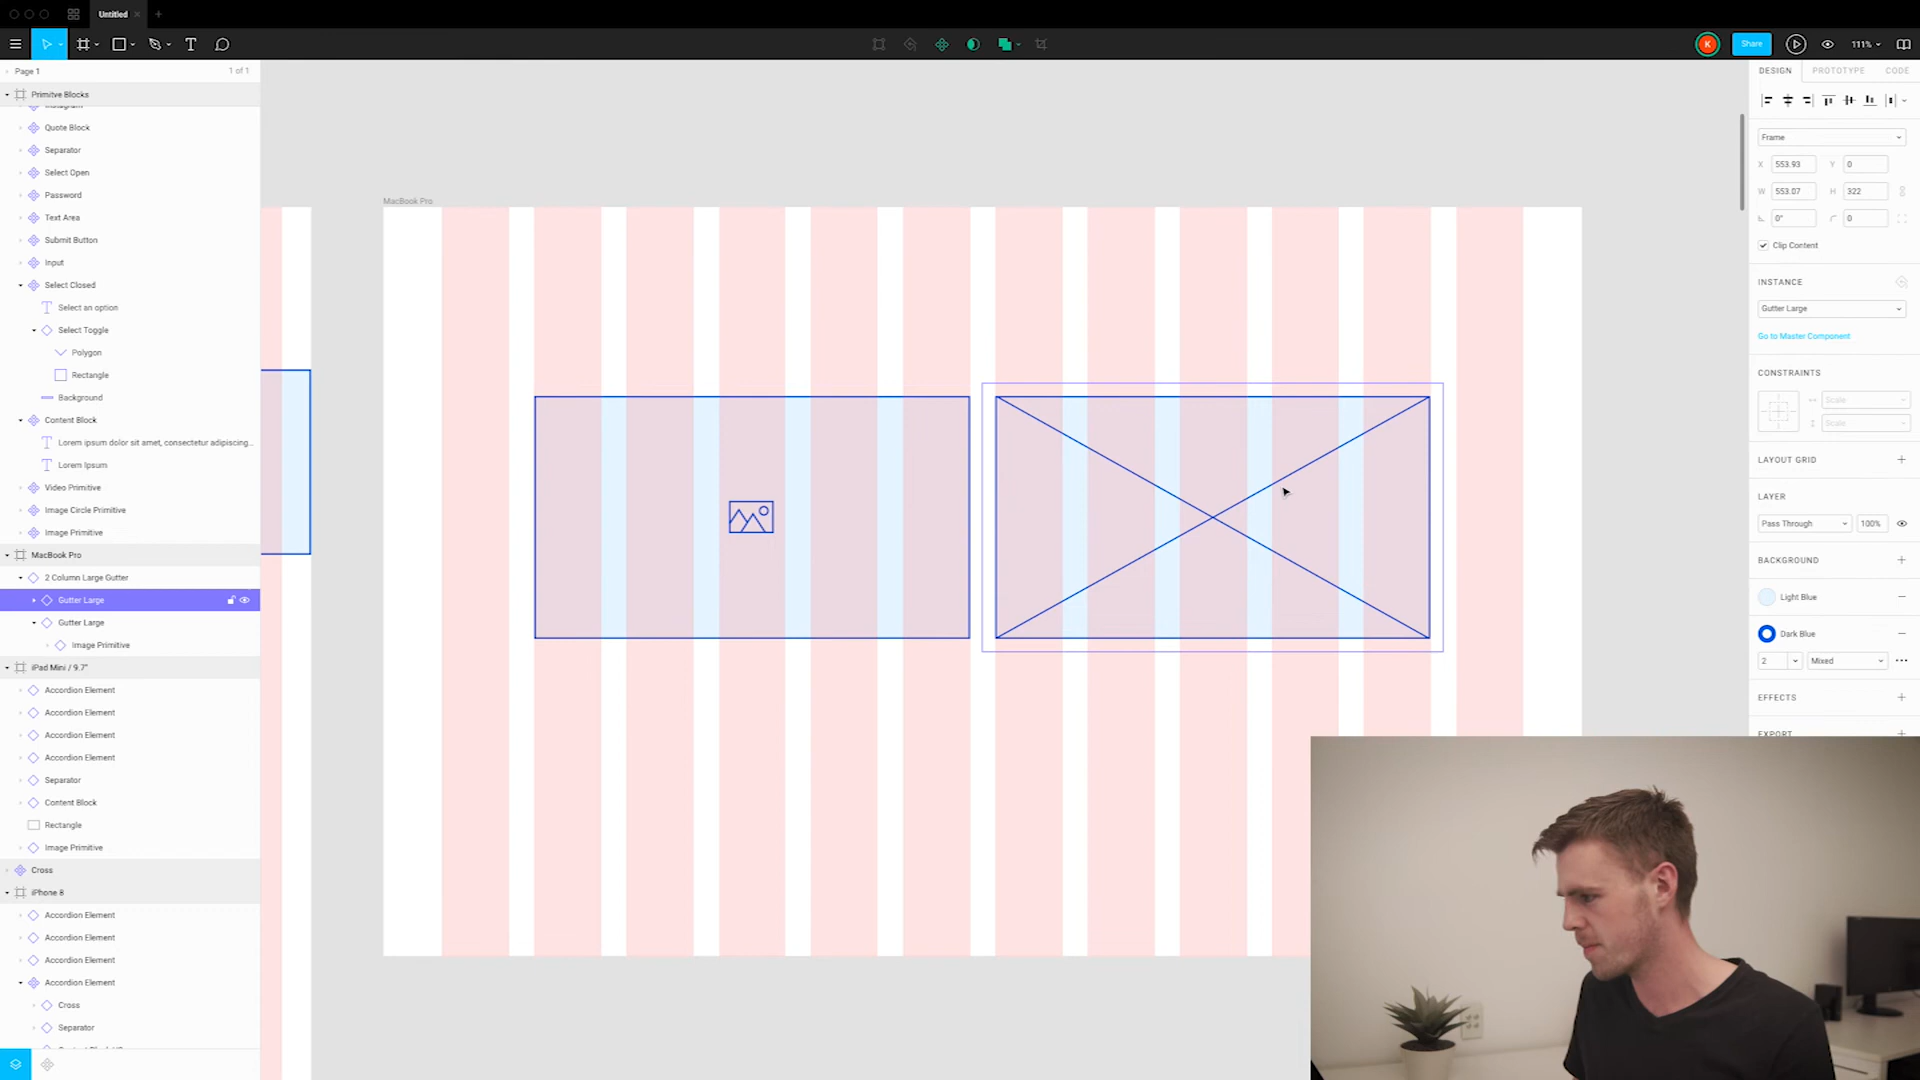 Untitled
K
Share
111%
Page 1
1 of 1
Primitve Blocks
Quote Block
Separator
Select Open
Password
Text Area
Submit Button
Input
Select Closed
Select an option
Select Toggle
Polygon
Rectangle
Background
Content Block
Lorem ipsum dolor sit amet, consectetur adipiscing...
Lorem Ipsum
Video Primitive
Image Circle Primitive
Image Primitive
MacBook Pro
2 Column Large Gutter
Gutter Large
Gutter Large
Image Primitive
iPad Mini / 9.7"
Accordion Element
Accordion Element
Accordion Element
Accordion Element
Separator
Content Block
Rectangle
Image Primitive
Cross
iPhone 8
Accordion Element
Accordion Element
Accordion Element
Accordion Element
Cross
Separator
MacBook Pro
DESIGN PROTOTYPE CODE
Frame
X 553.93 Y 0
W 553.07 H 322
0° 0
Clip Content
INSTANCE
Gutter Large
Go to Master Component
CONSTRAINTS
Scale
Scale
LAYOUT GRID
LAYER
Pass Through 100%
BACKGROUND
Light Blue
Dark Blue
2 Mixed
EFFECTS
EXPORT